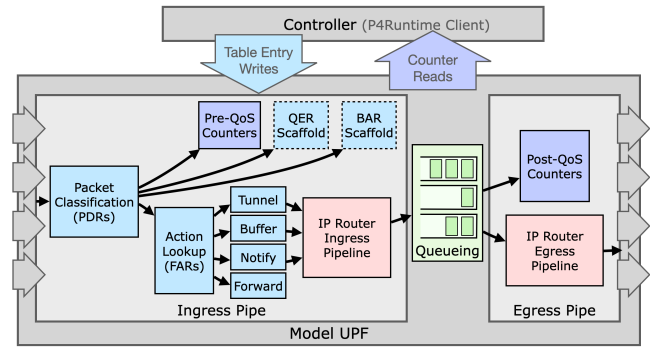 Controller (P4Runtime Client)
Table Entry
Writes
Counter
Reads
Pre-QoS
Counters
QER
Scaffold
BAR
Scaffold
Packet
Classification
(PDRs)
Action
Lookup
(FARs)
Tunnel
Buffer
Notify
Forward
IP Router
Ingress
Pipeline
Ingress Pipe
Queueing
Post-QoS
Counters
IP Router
Egress
Pipeline
Egress Pipe
Model UPF